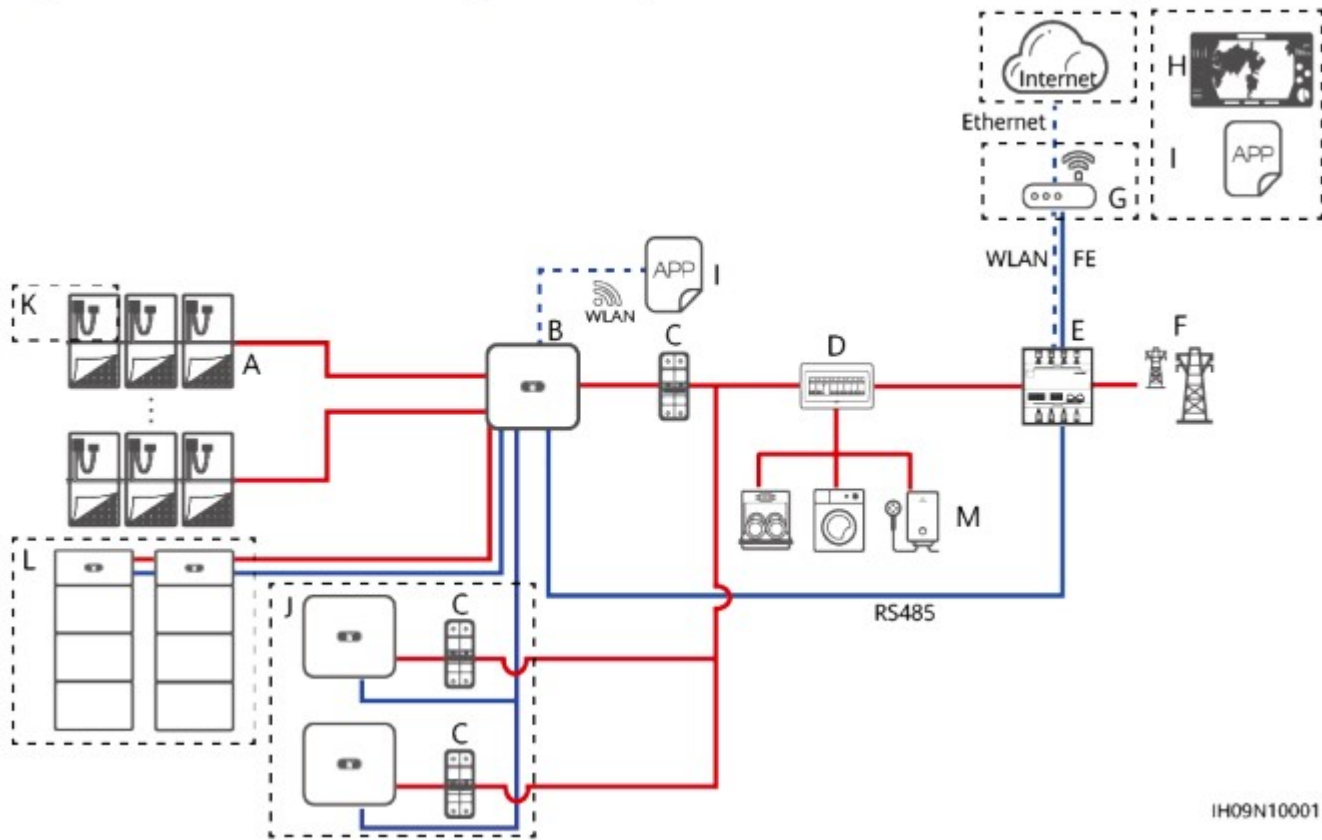 Internet
H
Ethernet
APP
I
G
WLAN
FE
APP
I
WLAN
K
A
B
C
D
E
F
M
L
RS485
J
C
C
IH09N10001